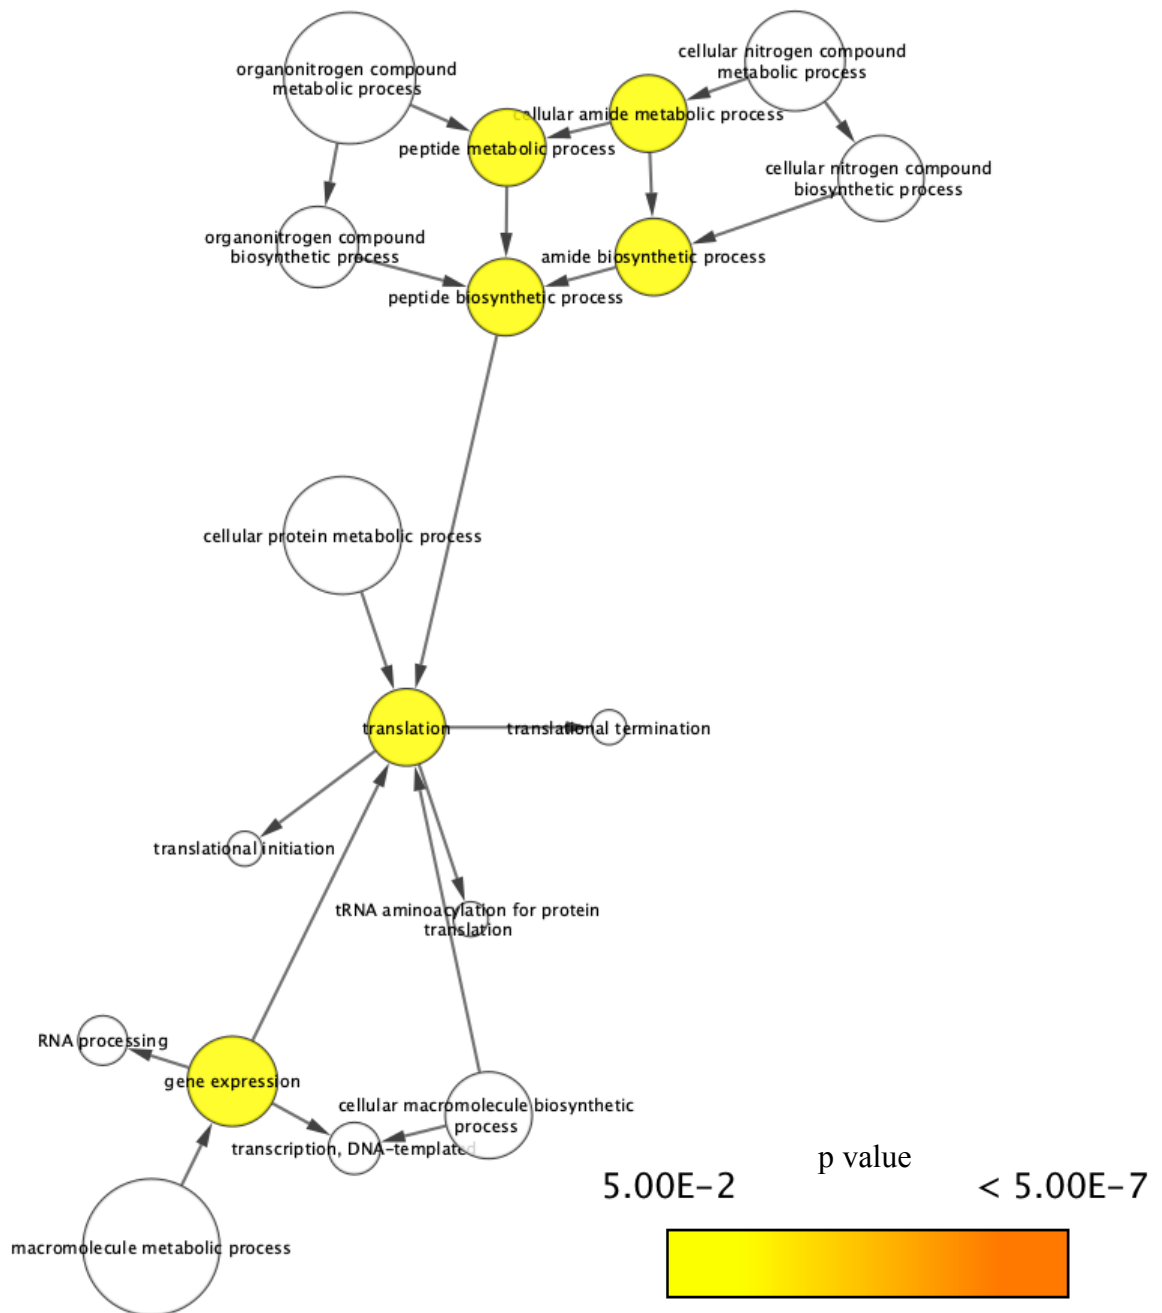 organonitrogen compound
metabolic process
cellular nitrogen compound
metabolic process
cellular amide metabolic process
peptide metabolic process
cellular nitrogen compound
biosynthetic process
organonitrogen compound
biosynthetic process
amide biosynthetic process
peptide biosynthetic process
cellular protein metabolic process
translation
translational termination
translational initiation
tRNA aminoacylation for protein
translation
RNA processing
gene expression
cellular macromolecule biosynthetic
process
transcription, DNA-templated
macromolecule metabolic process
p value
5.00E-2
< 5.00E-7